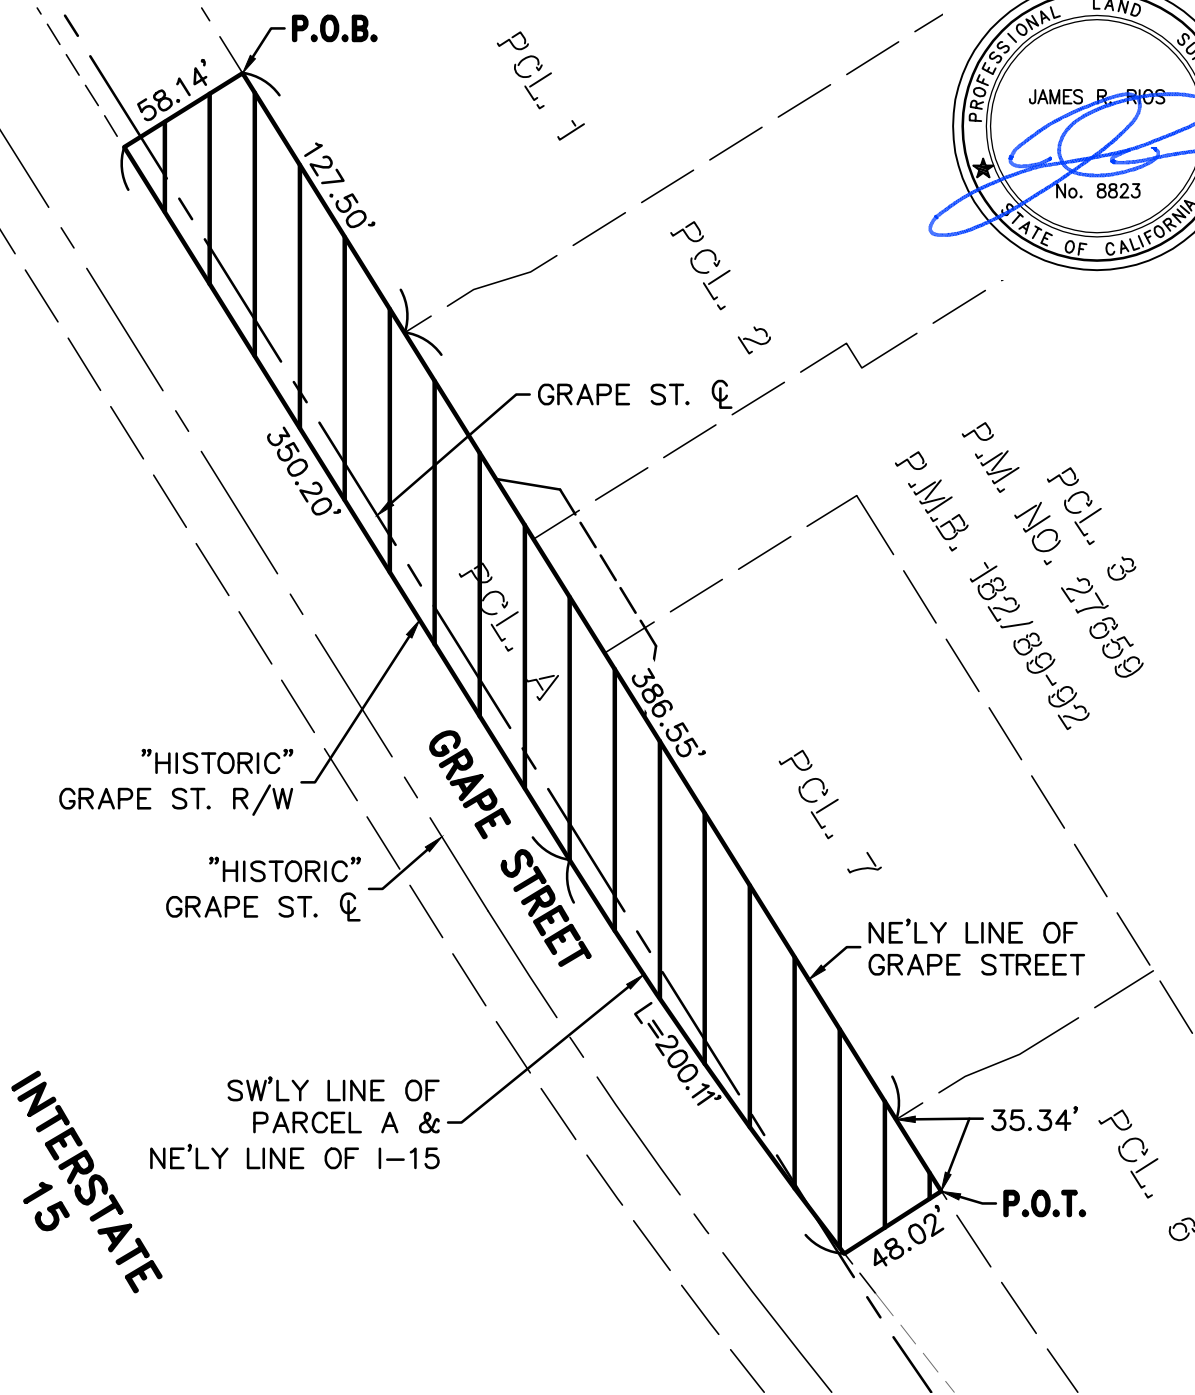 P.O.B.
PROFESSIONAL LAND
JAMES R. RIOS
No. 8823
STATE OF CALIFORNIA
58.14'
PCL. 1
127.50'
PCL. 2
GRAPE ST. ℄
350.20'
PCL. A
PCL. 3
P.M. NO. 27659
P.M.B. 182/89-92
386.55'
"HISTORIC"
GRAPE ST. R/W
GRAPE STREET
PCL. 7
"HISTORIC"
GRAPE ST. ℄
NE'LY LINE OF
GRAPE STREET
L=200.11'
SW'LY LINE OF
PARCEL A &
NE'LY LINE OF I-15
INTERSTATE
15
35.34'
PCL. 6
P.O.T.
48.02'